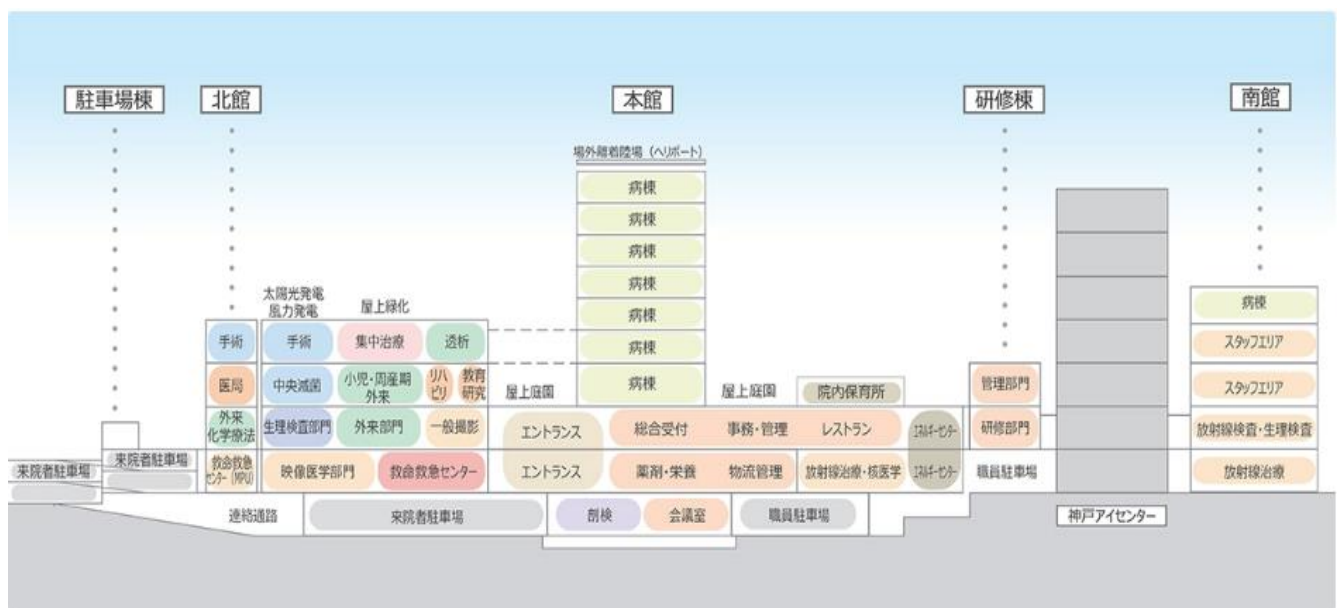 駐車場棟
北館
本館
研修棟
南館
場外離着陸場（ヘリポート）
病棟
病棟
病棟
病棟
病棟
病棟
病棟
太陽光発電
風力発電
屋上緑化
手術
手術
集中治療
透析
医局
中央滅菌
小児・周産期
外来
リハ
ビリ
教育
研究
屋上庭園
屋上庭園
院内保育所
管理部門
外来
化学療法
生理検査部門
外来部門
一般撮影
エントランス
総合受付
事務・管理
レストラン
エネルギーセンター
研修部門
来院者駐車場
来院者駐車場
救命救急
センター（MPU）
映像医学部門
救命救急センター
エントランス
薬剤・栄養
物流管理
放射線治療・核医学
エネルギーセンター
職員駐車場
連絡通路
来院者駐車場
剖検
会議室
職員駐車場
神戸アイセンター
病棟
スタッフエリア
スタッフエリア
放射線検査・生理検査
放射線治療